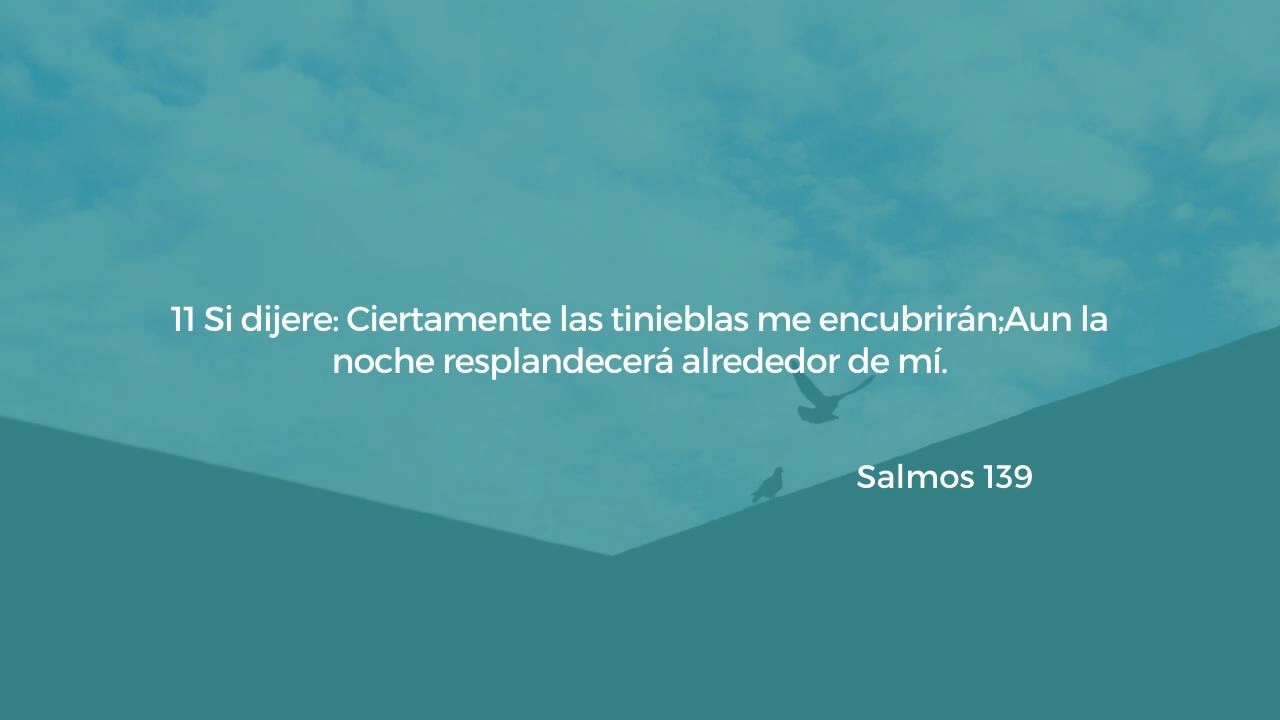 11 Si dijere: Ciertamente las tinieblas me encubrirán;Aun la
noche resplandecerá alrededor de mí.
Salmos 139